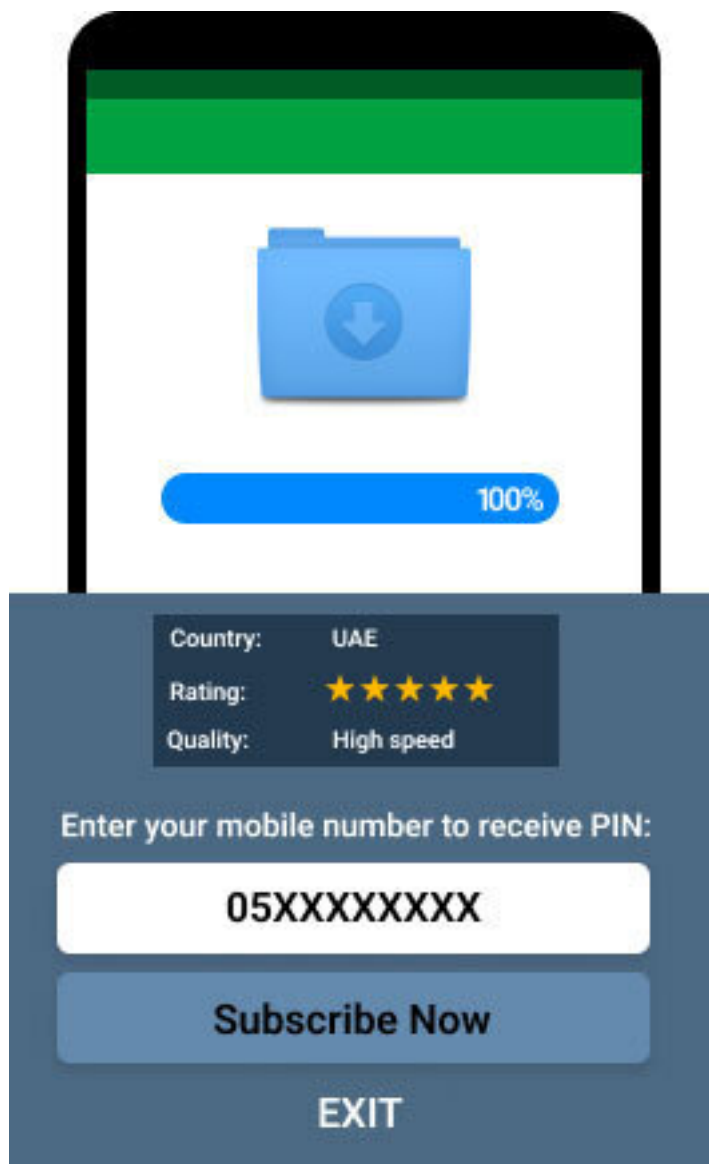 100%
Country: UAE
Rating: ★★★★★
Quality: High speed
Enter your mobile number to receive PIN:
05XXXXXXXX
Subscribe Now
EXIT